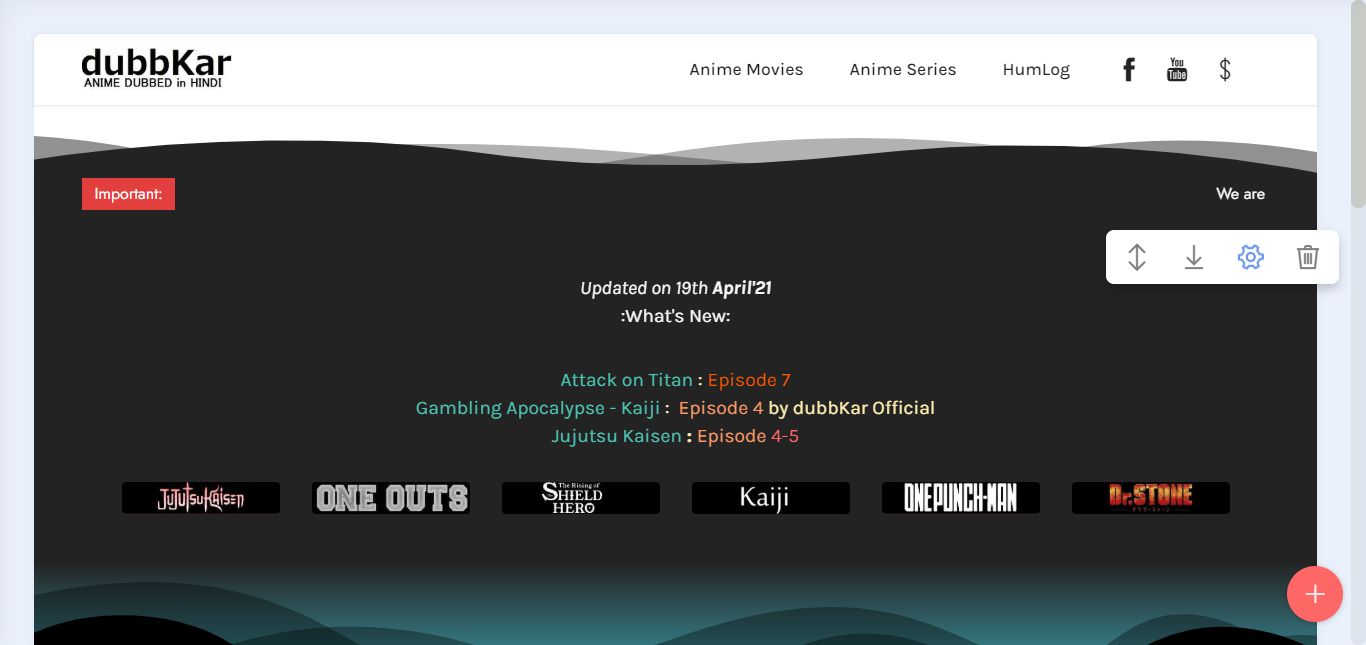 dubbKar
ANIME DUBBED in HINDI
Anime Movies
Anime Series
HumLog
You
Tube
$
Important:
We are
Updated on 19th April'21
:What's New:
Attack on Titan : Episode 7
Gambling Apocalypse - Kaiji : Episode 4 by dubbKar Official
Jujutsu Kaisen : Episode 4-5
JUJUTSU KAISEN
ONE OUTS
The Rising of
SHIELD
HERO
Kaiji
ONE PUNCH-MAN
Dr.STONE